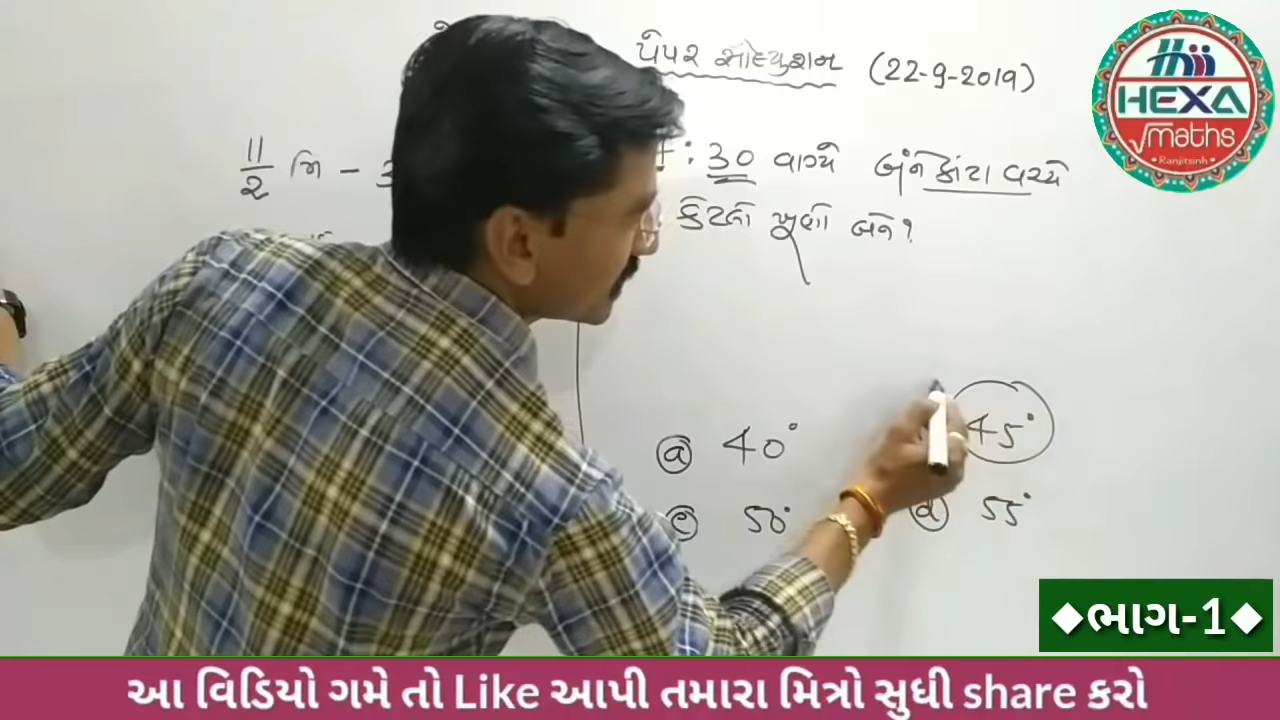 પેપર સોલ્યુશન (22-9-2019)
HEXA
√maths
Ranjitsinh
11/2 મિ - 3
: 30 વાગ્યે બંને કાંટા વચ્ચે
કેટલો ખૂણો બને?
ⓐ 40° 45°
ⓒ 50° ⓓ 55°
◆ભાગ-1◆
આ વિડિયો ગમે તો Like આપી તમારા મિત્રો સુધી share કરો